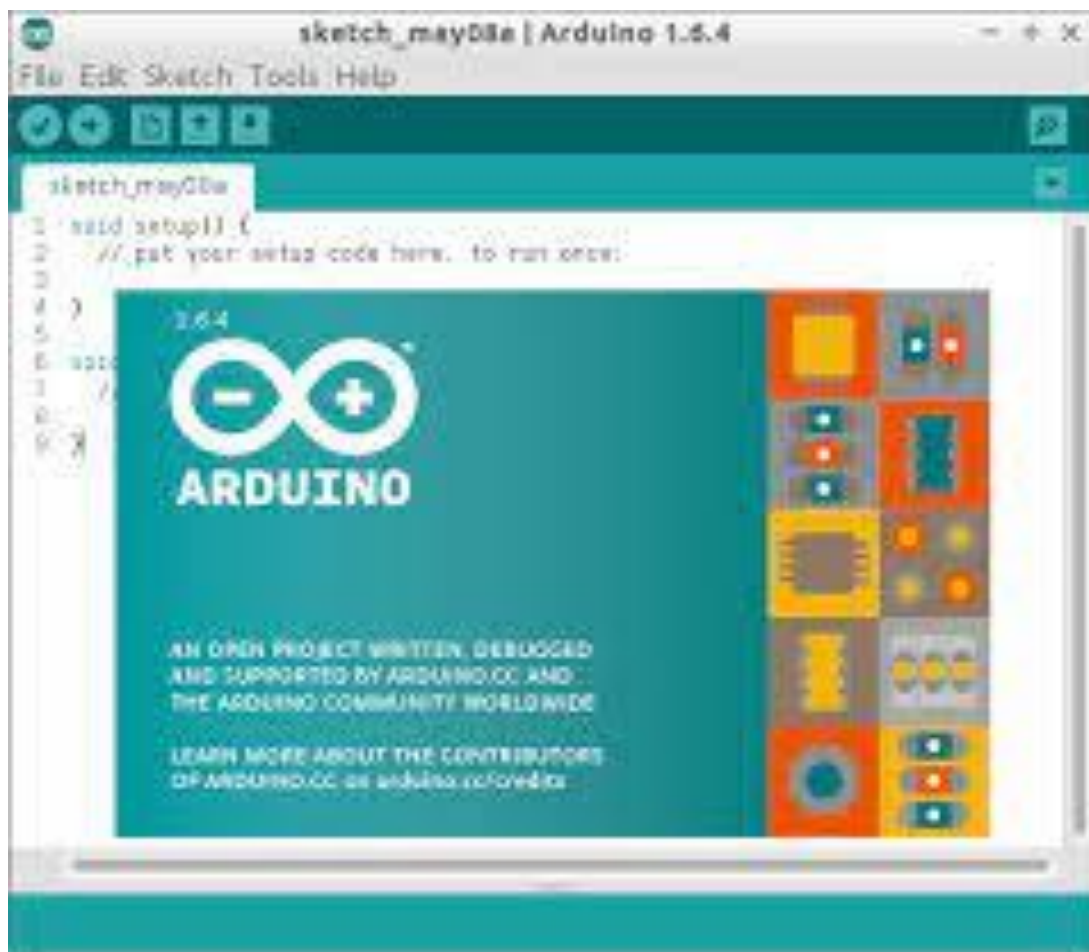 sketch_may08a | Arduino 1.6.4
File Edit Sketch Tools Help
sketch_may08a
1 void setup() {
2 // put your setup code here, to run once:
3
4 }
5
6
7 //
8
9 }
1.6.4
ARDUINO
AN OPEN PROJECT WRITTEN, DEBUGGED
AND SUPPORTED BY ARDUINO.CC AND
THE ARDUINO COMMUNITY WORLDWIDE
LEARN MORE ABOUT THE CONTRIBUTORS
OF ARDUINO.CC on arduino.cc/credits